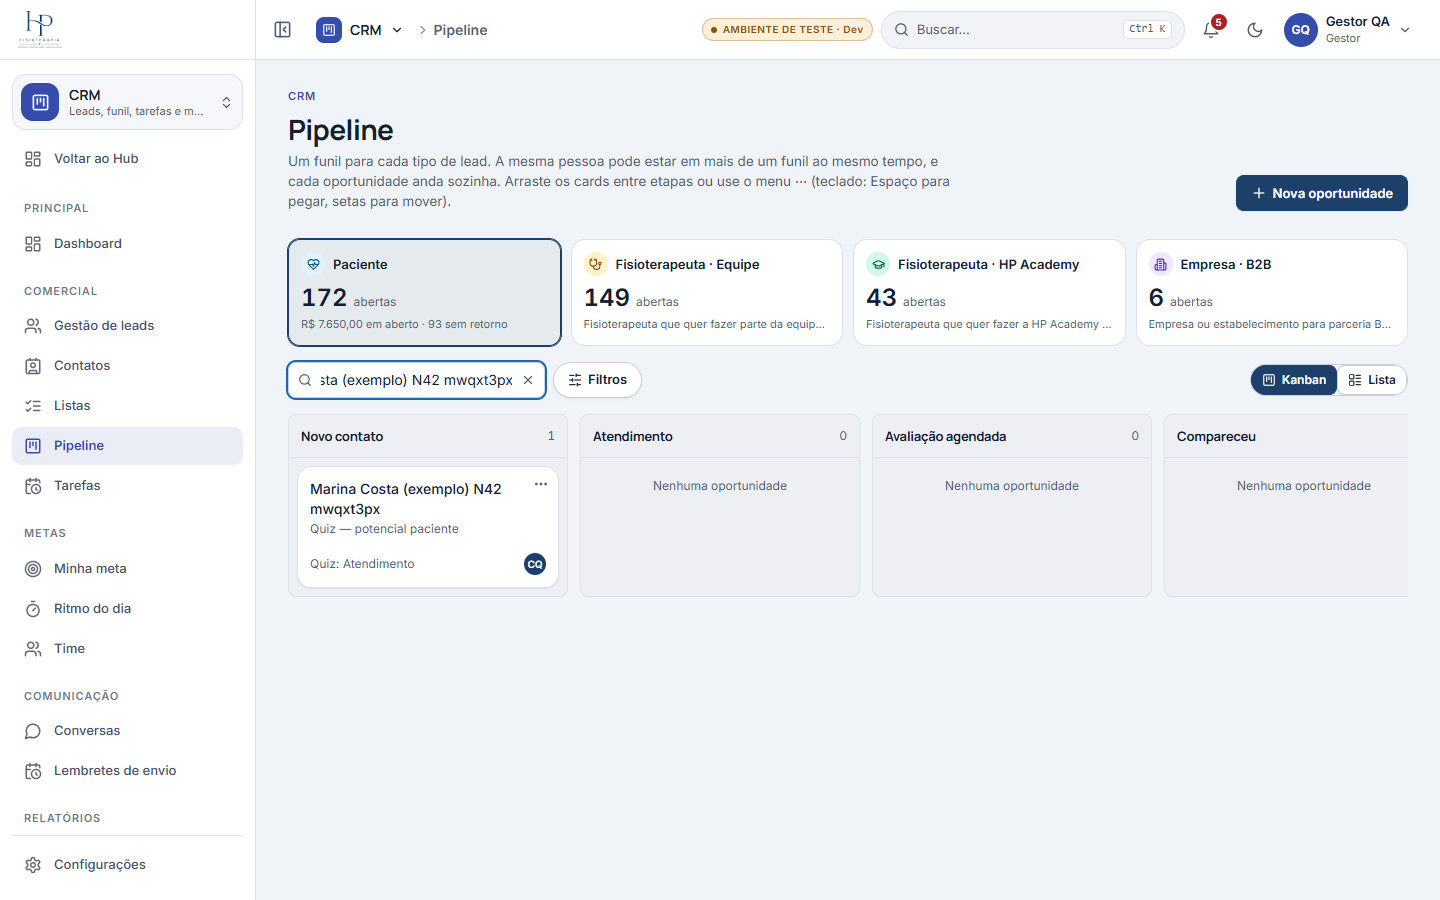 HP
FISIOTERAPIA
CRM
Pipeline
AMBIENTE DE TESTE · Dev
Buscar...
Ctrl K
5
GQ
Gestor QA
Gestor
CRM
Leads, funil, tarefas e m...
Voltar ao Hub
PRINCIPAL
Dashboard
COMERCIAL
Gestão de leads
Contatos
Listas
Pipeline
Tarefas
METAS
Minha meta
Ritmo do dia
Time
COMUNICAÇÃO
Conversas
Lembretes de envio
RELATÓRIOS
Configurações
CRM
Pipeline
Um funil para cada tipo de lead. A mesma pessoa pode estar em mais de um funil ao mesmo tempo, e
cada oportunidade anda sozinha. Arraste os cards entre etapas ou use o menu ··· (teclado: Espaço para
pegar, setas para mover).
Nova oportunidade
Paciente
172 abertas
R$ 7.650,00 em aberto · 93 sem retorno
Fisioterapeuta · Equipe
149 abertas
Fisioterapeuta que quer fazer parte da equip...
Fisioterapeuta · HP Academy
43 abertas
Fisioterapeuta que quer fazer a HP Academy ...
Empresa · B2B
6 abertas
Empresa ou estabelecimento para parceria B...
sta (exemplo) N42 mwqxt3px
Filtros
Kanban
Lista
Novo contato 1
Marina Costa (exemplo) N42
mwqxt3px
Quiz — potencial paciente
Quiz: Atendimento
CQ
Atendimento 0
Nenhuma oportunidade
Avaliação agendada 0
Nenhuma oportunidade
Compareceu
Nenhuma oportunidade